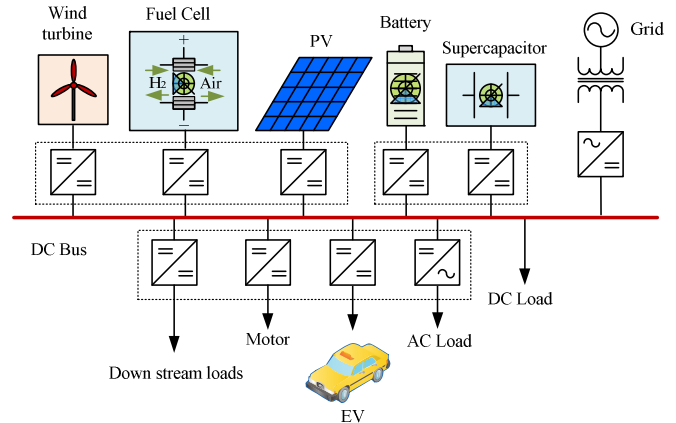 Wind
turbine
Fuel Cell
PV
Battery
Supercapacitor
Grid
+
H₂
Air
−
DC Bus
DC Load
Motor
AC Load
Down stream loads
EV